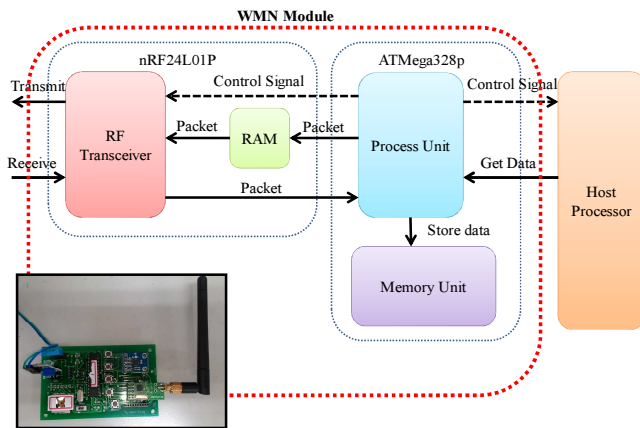 WMN Module
nRF24L01P
ATMega328p
Transmit
Control Signal
Control Signal
RF
Transceiver
Packet
RAM
Packet
Process Unit
Receive
Packet
Get Data
Host
Processor
Store data
Memory Unit